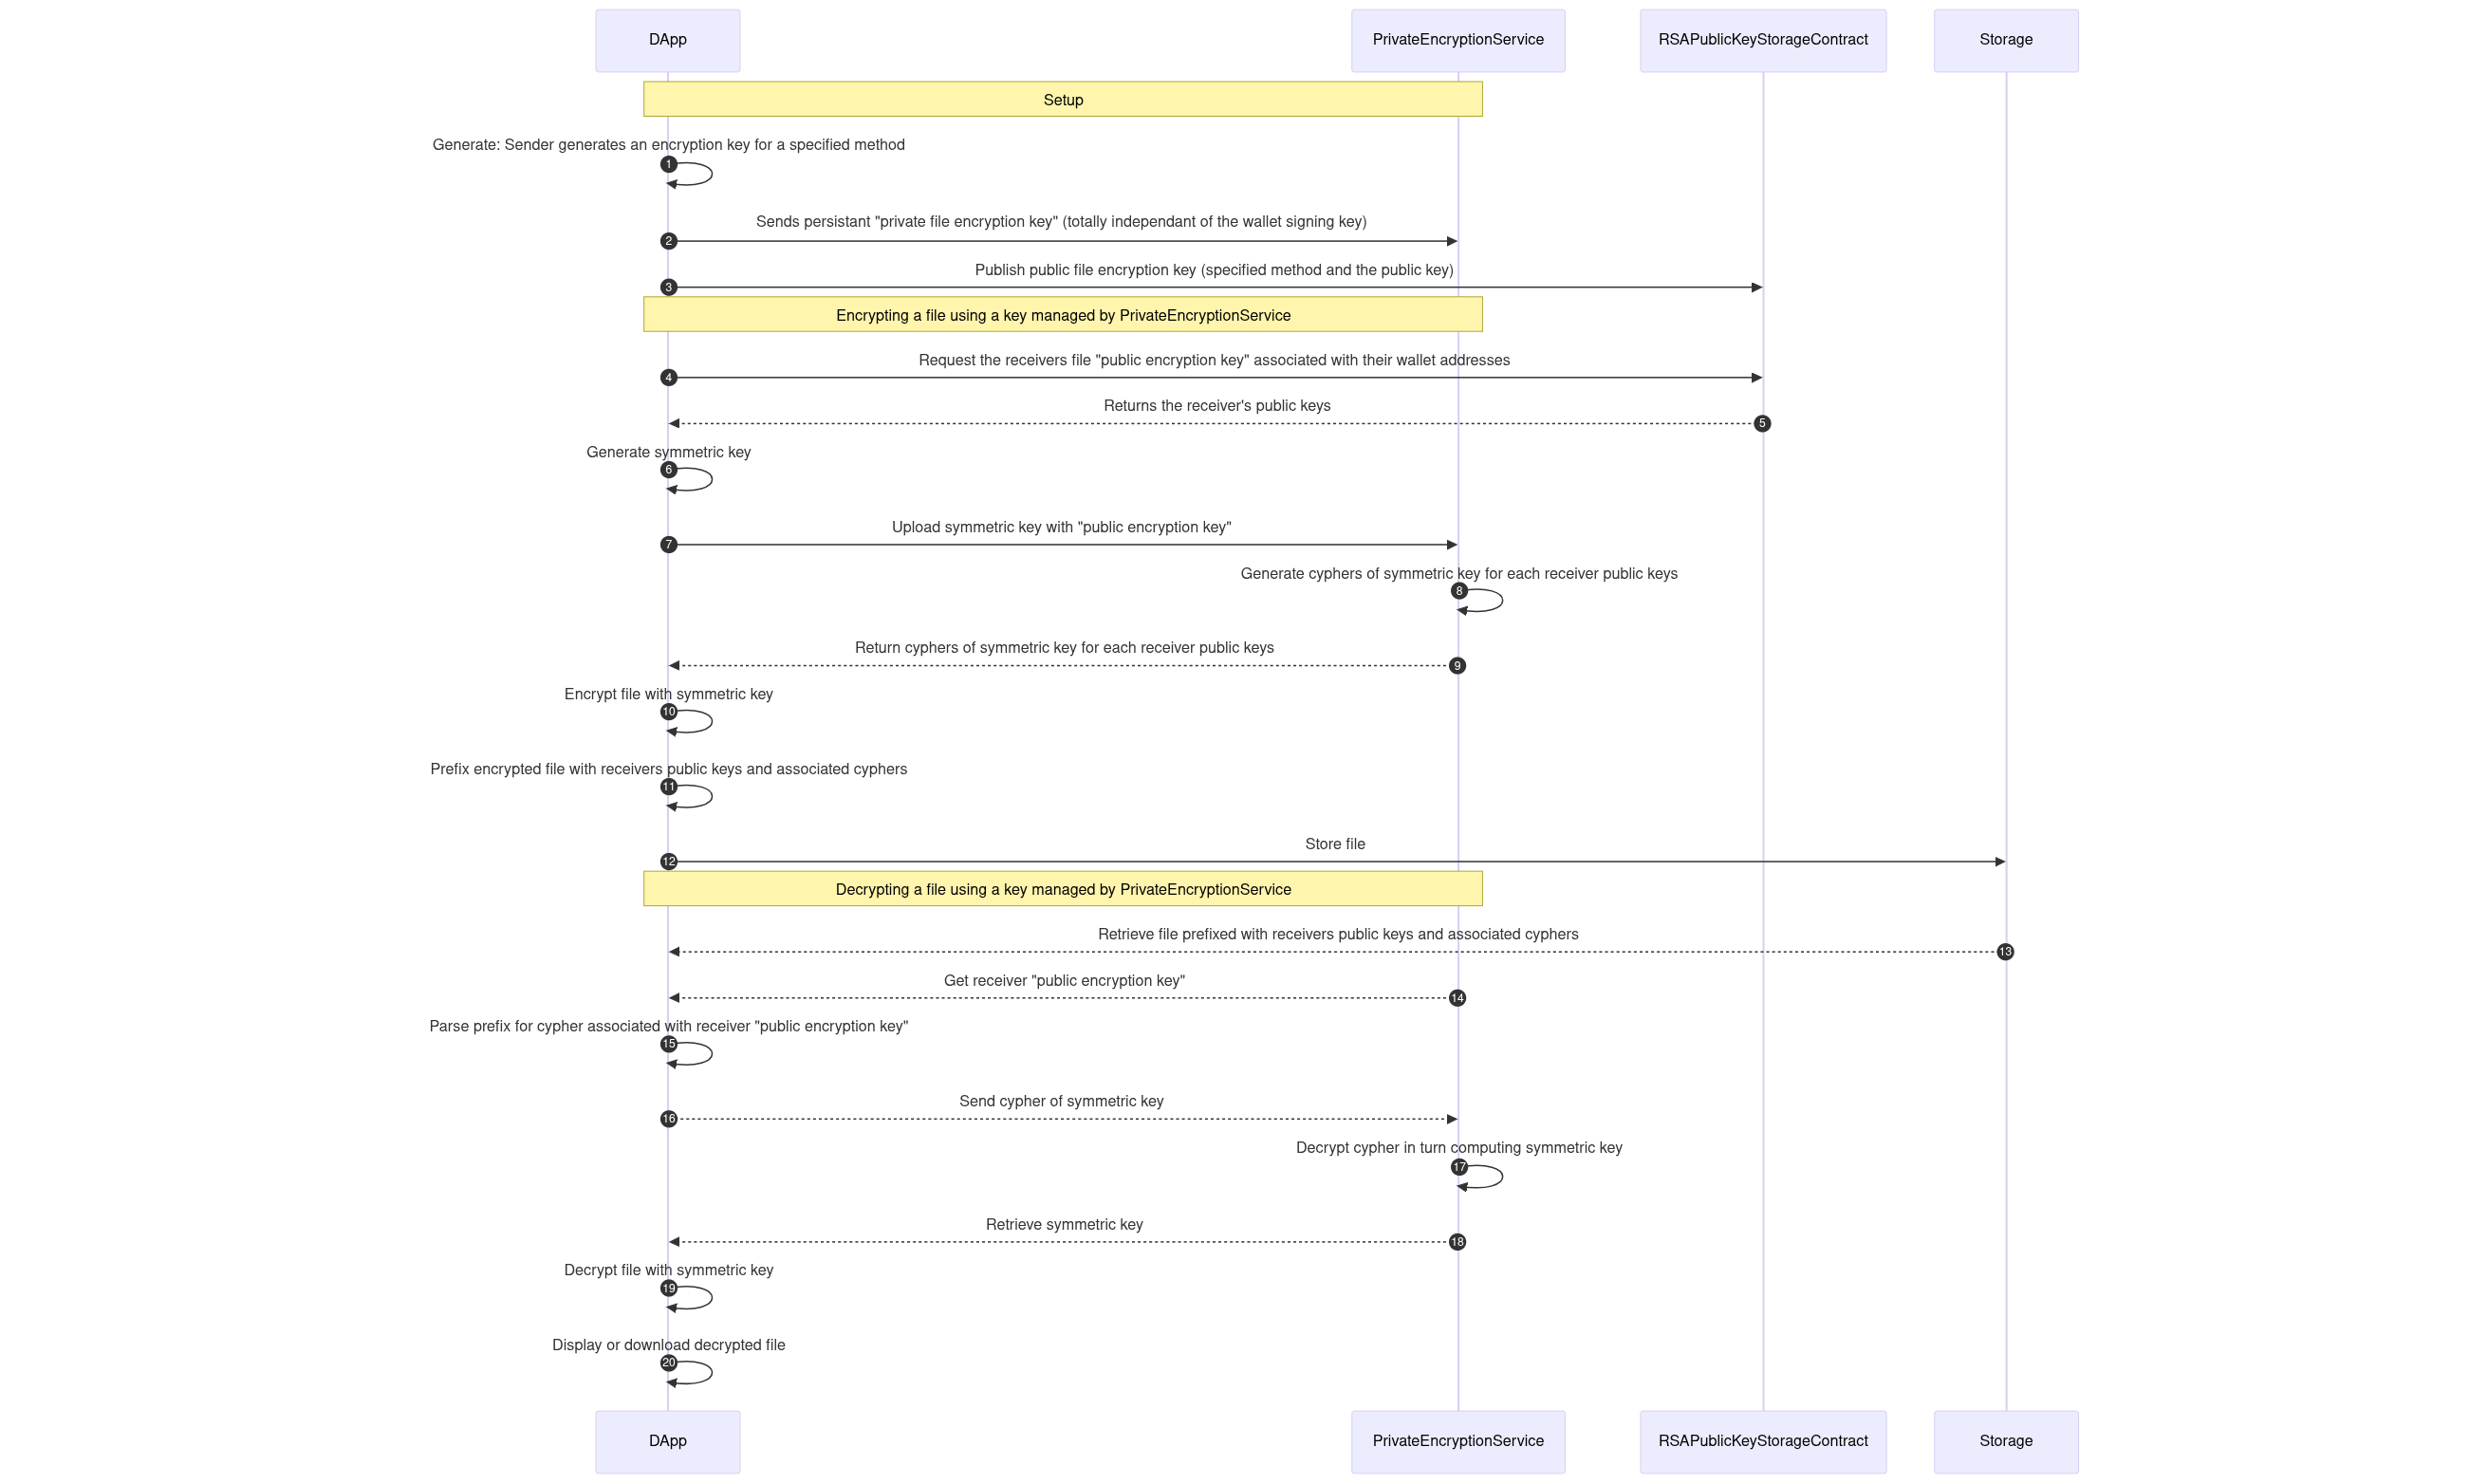 DApp
PrivateEncryptionService
RSAPublicKeyStorageContract
Storage
Setup
Generate: Sender generates an encryption key for a specified method
1
Sends persistant "private file encryption key" (totally independant of the wallet signing key)
2
Publish public file encryption key (specified method and the public key)
3
Encrypting a file using a key managed by PrivateEncryptionService
Request the receivers file "public encryption key" associated with their wallet addresses
4
Returns the receiver's public keys
5
Generate symmetric key
6
Upload symmetric key with "public encryption key"
7
Generate cyphers of symmetric key for each receiver public keys
8
Return cyphers of symmetric key for each receiver public keys
9
Encrypt file with symmetric key
10
Prefix encrypted file with receivers public keys and associated cyphers
11
Store file
12
Decrypting a file using a key managed by PrivateEncryptionService
Retrieve file prefixed with receivers public keys and associated cyphers
13
Get receiver "public encryption key"
14
Parse prefix for cypher associated with receiver "public encryption key"
15
Send cypher of symmetric key
16
Decrypt cypher in turn computing symmetric key
17
Retrieve symmetric key
18
Decrypt file with symmetric key
19
Display or download decrypted file
20
DApp
PrivateEncryptionService
RSAPublicKeyStorageContract
Storage